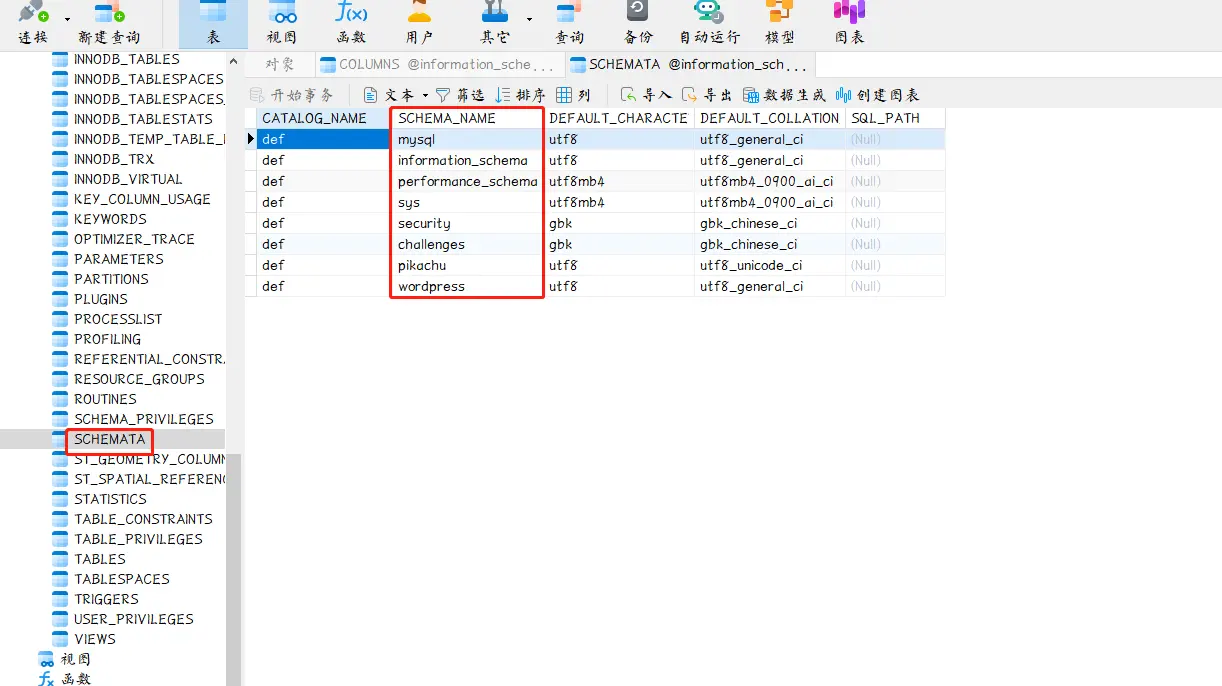 连接 新建查询 表 视图 函数 用户 其它 查询 备份 自动运行 模型 图表
INNODB_TABLES
INNODB_TABLESPACES
INNODB_TABLESPACES_
INNODB_TABLESTATS
INNODB_TEMP_TABLE_
INNODB_TRX
INNODB_VIRTUAL
KEY_COLUMN_USAGE
KEYWORDS
OPTIMIZER_TRACE
PARAMETERS
PARTITIONS
PLUGINS
PROCESSLIST
PROFILING
REFERENTIAL_CONSTR
RESOURCE_GROUPS
ROUTINES
SCHEMA_PRIVILEGES
SCHEMATA
ST_GEOMETRY_COLUMN
ST_SPATIAL_REFEREN
STATISTICS
TABLE_CONSTRAINTS
TABLE_PRIVILEGES
TABLES
TABLESPACES
TRIGGERS
USER_PRIVILEGES
VIEWS
视图
函数
对象 COLUMNS @information_sche... SCHEMATA @information_sch...
开始事务 文本 筛选 排序 列 导入 导出 数据生成 创建图表
CATALOG_NAME SCHEMA_NAME DEFAULT_CHARACTE DEFAULT_COLLATION SQL_PATH
def mysql utf8 utf8_general_ci (Null)
def information_schema utf8 utf8_general_ci (Null)
def performance_schema utf8mb4 utf8mb4_0900_ai_ci (Null)
def sys utf8mb4 utf8mb4_0900_ai_ci (Null)
def security gbk gbk_chinese_ci (Null)
def challenges gbk gbk_chinese_ci (Null)
def pikachu utf8 utf8_unicode_ci (Null)
def wordpress utf8 utf8_general_ci (Null)